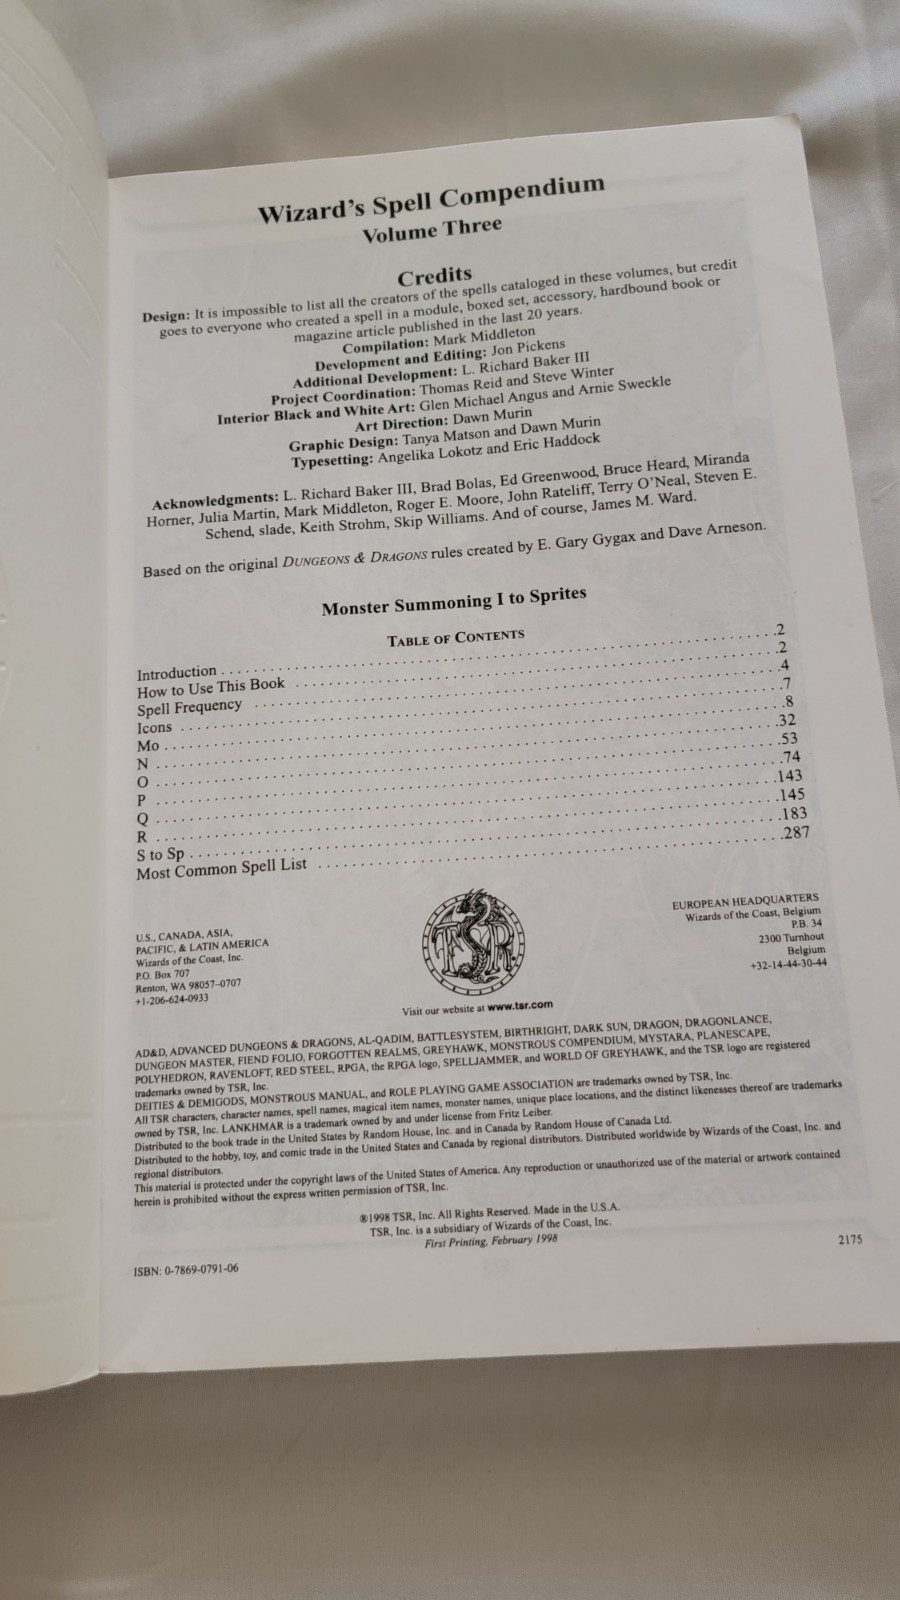 Wizard's Spell Compendium
Volume Three
Credits
Design: It is impossible to list all the creators of the spells cataloged in these volumes, but credit
goes to everyone who created a spell in a module, boxed set, accessory, hardbound book or
magazine article published in the last 20 years.
Compilation: Mark Middleton
Development and Editing: Jon Pickens
Additional Development: L. Richard Baker III
Project Coordination: Thomas Reid and Steve Winter
Interior Black and White Art: Glen Michael Angus and Arnie Sweckle
Art Direction: Dawn Murin
Graphic Design: Tanya Matson and Dawn Murin
Typesetting: Angelika Lokotz and Eric Haddock
Acknowledgments: L. Richard Baker III, Brad Bolas, Ed Greenwood, Bruce Heard, Miranda
Horner, Julia Martin, Mark Middleton, Roger E. Moore, John Rateliff, Terry O'Neal, Steven E.
Schend, slade, Keith Strohm, Skip Williams. And of course, James M. Ward.
Based on the original DUNGEONS & DRAGONS rules created by E. Gary Gygax and Dave Arneson.
Monster Summoning I to Sprites
TABLE OF CONTENTS
Introduction . . . . . . . . . . 2
How to Use This Book . . . . . . . . . . 2
Spell Frequency . . . . . . . . . . 4
Icons . . . . . . . . . . 7
Mo . . . . . . . . . . 8
N . . . . . . . . . . 32
O . . . . . . . . . . 53
P . . . . . . . . . . 74
Q . . . . . . . . . . 143
R . . . . . . . . . . 145
S to Sp . . . . . . . . . . 183
Most Common Spell List . . . . . . . . . . 287
U.S., CANADA, ASIA,
PACIFIC, & LATIN AMERICA
Wizards of the Coast, Inc.
P.O. Box 707
Renton, WA 98057-0707
+1-206-624-0933
TSR
Visit our website at www.tsr.com
EUROPEAN HEADQUARTERS
Wizards of the Coast, Belgium
P.B. 34
2300 Turnhout
Belgium
+32-14-44-30-44
AD&D, ADVANCED DUNGEONS & DRAGONS, AL-QADIM, BATTLESYSTEM, BIRTHRIGHT, DARK SUN, DRAGON, DRAGONLANCE,
DUNGEON MASTER, FIEND FOLIO, FORGOTTEN REALMS, GREYHAWK, MONSTROUS COMPENDIUM, MYSTARA, PLANESCAPE,
POLYHEDRON, RAVENLOFT, RED STEEL, RPGA, the RPGA logo, SPELLJAMMER, and WORLD OF GREYHAWK, and the TSR logo are registered
trademarks owned by TSR, Inc.
DEITIES & DEMIGODS, MONSTROUS MANUAL, and ROLE PLAYING GAME ASSOCIATION are trademarks owned by TSR, Inc.
All TSR characters, character names, spell names, magical item names, monster names, unique place locations, and the distinct likenesses thereof are trademarks
owned by TSR, Inc. LANKHMAR is a trademark owned by and under license from Fritz Leiber.
Distributed to the book trade in the United States by Random House, Inc. and in Canada by Random House of Canada Ltd.
Distributed to the hobby, toy, and comic trade in the United States and Canada by regional distributors. Distributed worldwide by Wizards of the Coast, Inc. and
regional distributors.
This material is protected under the copyright laws of the United States of America. Any reproduction or unauthorized use of the material or artwork contained
herein is prohibited without the express written permission of TSR, Inc.
®1998 TSR, Inc. All Rights Reserved. Made in the U.S.A.
TSR, Inc. is a subsidiary of Wizards of the Coast, Inc.
First Printing, February 1998
ISBN: 0-7869-0791-06
2175